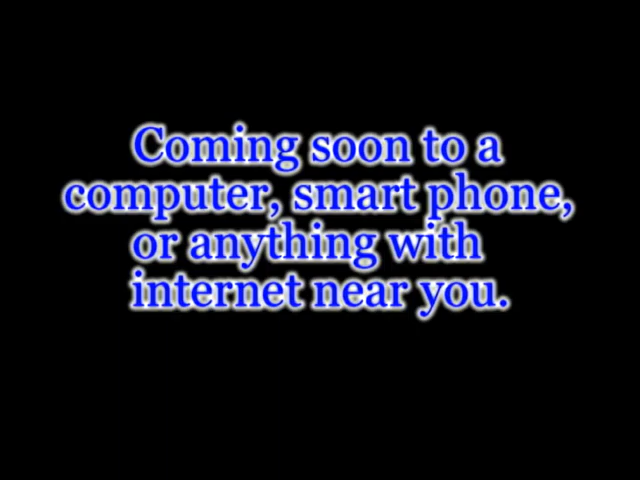 Coming soon to a
computer, smart phone,
or anything with
internet near you.